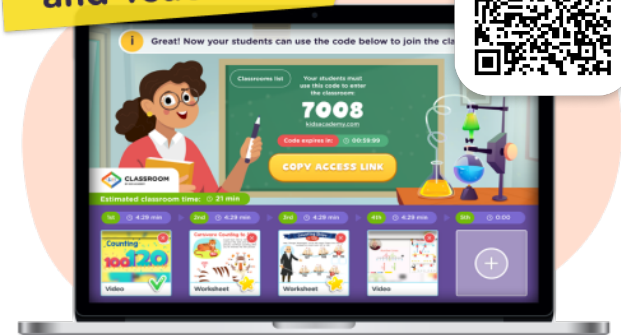 and
Great! Now your students can use the code below to join the cla
Classrooms list
Your students must
use this code to enter
the classroom:
7008
kidsacademy.com
Code expires in:
00:59:99
COPY ACCESS LINK
CLASSROOM
Estimated classroom time: 21 min
1st 4:29 min
2nd 4:29 min
3rd 4:29 min
4th 4:29 min
5th 0:00
Counting
100 120
Video
Worksheet
Worksheet
Video